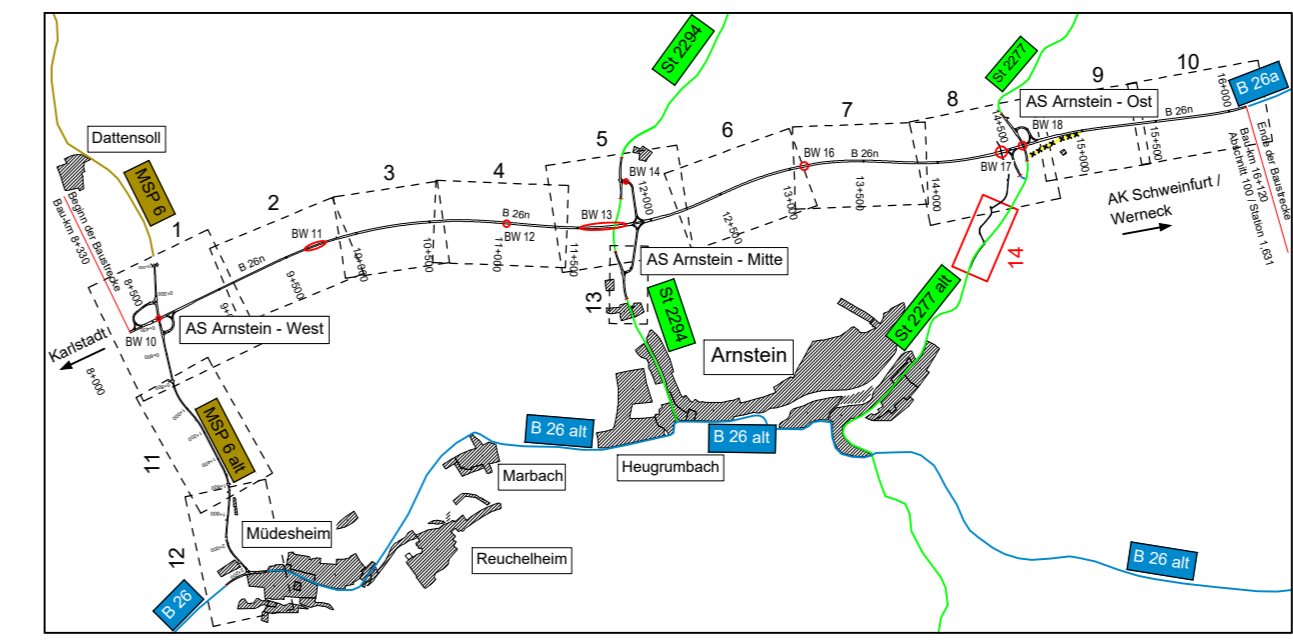 Dattensoll
MSP 6
Beginn der Baustrecke
Bau-km 8+330
1
8+500
BW 10
Karlstadt
8+000
AS Arnstein - West
B 26n
2
9+500
BW 11
3
10+500
4
B 26n
BW 12
11+000
11+500
5
BW 13
BW 14
12+000
St 2294
AS Arnstein - Mitte
13
St 2294
6
12+500
7
BW 16
13+000
13+500
B 26n
8
14+000
14+500
St 2277
BW 17
BW 18
AS Arnstein - Ost
9
15+000
10
B 26n
15+500
16+000
B 26a
Ende der Baustrecke
Bau-km 16+120
Abschnitt 100 / Station 1,631
AK Schweinfurt /
Werneck
14
St 2277 alt
Arnstein
11
MSP 6 alt
12
Müdesheim
B 26
Marbach
Reuchelheim
B 26 alt
Heugrumbach
B 26 alt
B 26 alt